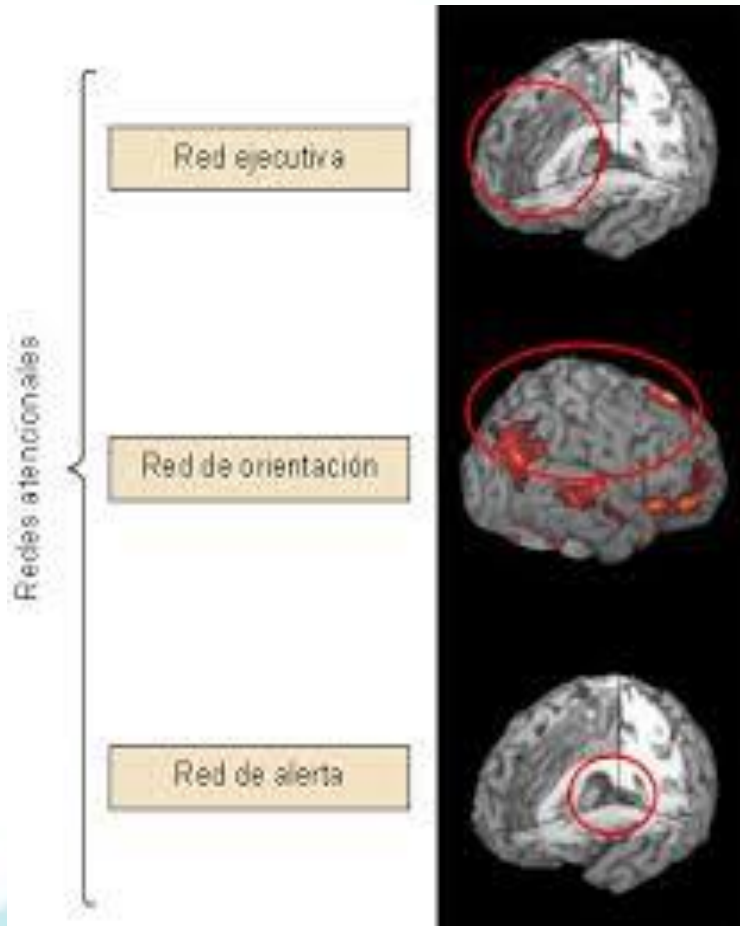 Redes atencionales
Red ejecutiva
Red de orientación
Red de alerta